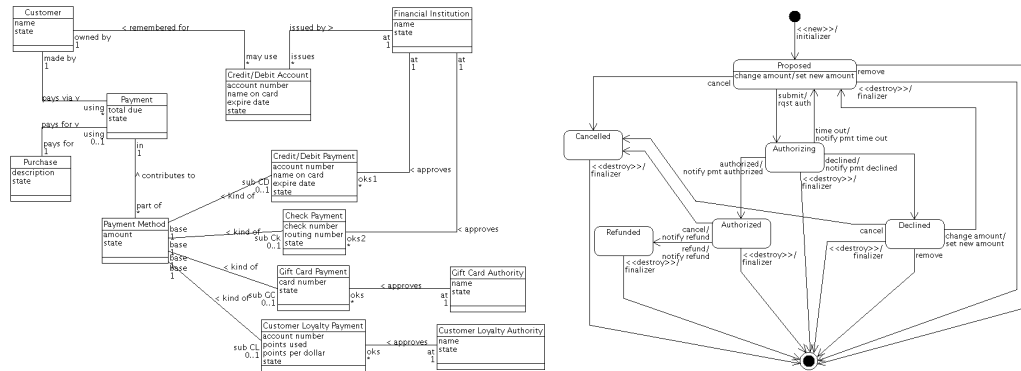 Customer
name
state
owned by
1
made by
1
< remembered for
issued by >
Financial Institution
name
state
at
1
at
1
at
1
may use
*
issues
*
Credit/Debit Account
account number
name on card
expire date
state
pays via v
using
*
Payment
total due
state
pays for v
using
0..1
pays for
1
Purchase
description
state
in
1
^ contributes to
part of
*
Payment Method
amount
state
base
1
base
1
base
1
base
1
< kind of
sub CD
0..1
Credit/Debit Payment
account number
name on card
expire date
state
oks1
*
< approves
< kind of
sub Ck
0..1
Check Payment
check number
routing number
state
oks2
*
< approves
< kind of
sub GC
0..1
Gift Card Payment
card number
state
oks
*
< approves
at
1
Gift Card Authority
name
state
< kind of
sub CL
0..1
Customer Loyalty Payment
account number
points used
points per dollar
state
oks
*
< approves
at
1
Customer Loyalty Authority
name
state
<<new>>/
initializer
Proposed
change amount/set new amount
cancel
remove
<<destroy>>/
finalizer
submit/
rqst auth
time out/
notify pmt time out
Cancelled
<<destroy>>/
finalizer
Authorizing
authorized/
notify pmt authorized
declined/
notify pmt declined
<<destroy>>/
finalizer
Refunded
<<destroy>>/
finalizer
cancel/
notify refund
refund/
notify refund
Authorized
<<destroy>>/
finalizer
Declined
cancel
change amount/
set new amount
<<destroy>>/
finalizer
remove